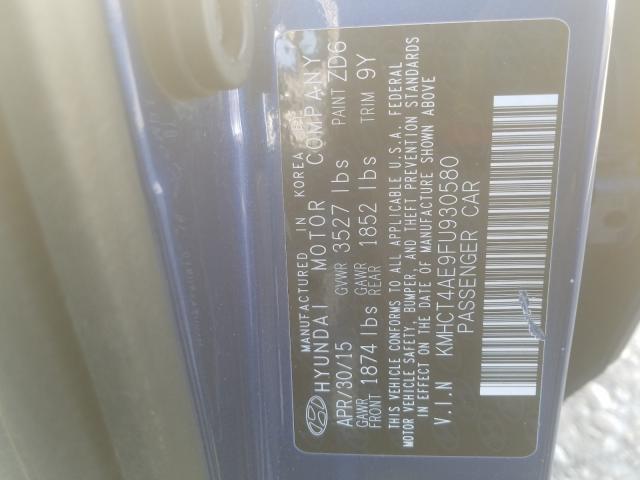 MANUFACTURED IN KOREA BY
HYUNDAI MOTOR COMPANY
APR/30/15 GVWR 3527 lbs PAINT ZD6
GAWR FRONT 1874 lbs GAWR REAR 1852 lbs TRIM 9Y
THIS VEHICLE CONFORMS TO ALL APPLICABLE U.S.A. FEDERAL
MOTOR VEHICLE SAFETY, BUMPER, AND THEFT PREVENTION STANDARDS
IN EFFECT ON THE DATE OF MANUFACTURE SHOWN ABOVE
V.I.N KMHCT4AE9FU930580
PASSENGER CAR